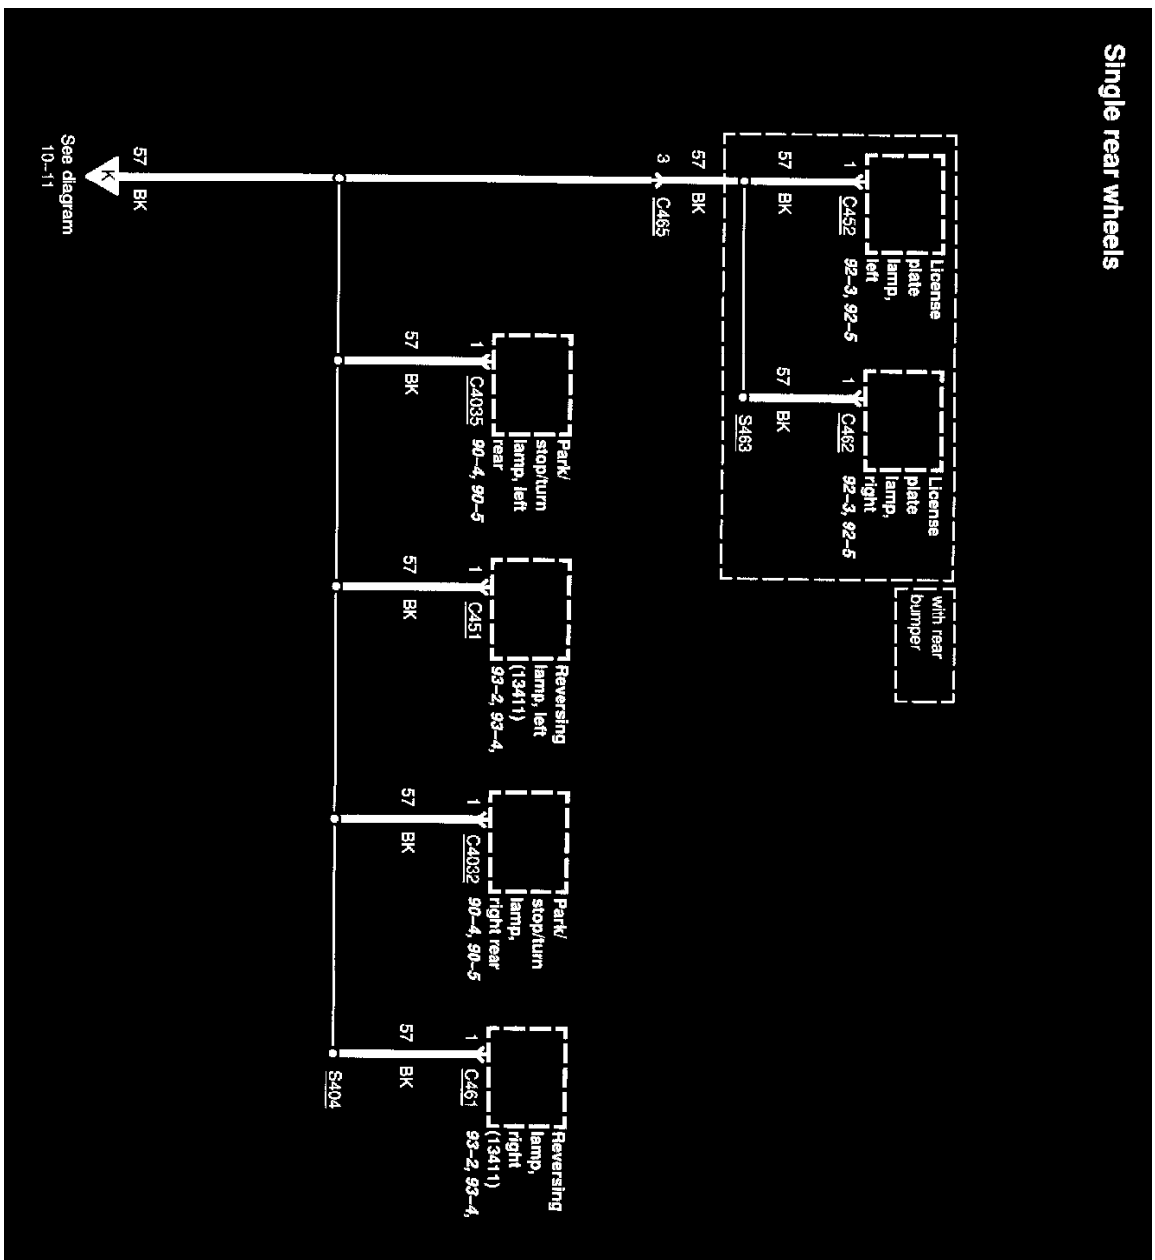 Single rear wheels
License
plate
lamp,
left
92–3, 92–5
1
C452
57
BK
License
plate
lamp,
right
92–3, 92–5
1
C462
57
BK
S463
with rear
bumper
57
BK
3
C465
Park/
stop/turn
lamp, left
rear
90–4, 90–5
1
C4035
57
BK
Reversing
lamp, left
(13411)
93–2, 93–4,
1
C451
57
BK
Park/
stop/turn
lamp,
right rear
90–4, 90–5
1
C4032
57
BK
Reversing
lamp,
right
(13411)
93–2, 93–4,
1
C461
57
BK
S404
57
BK
K
See diagram
10–11